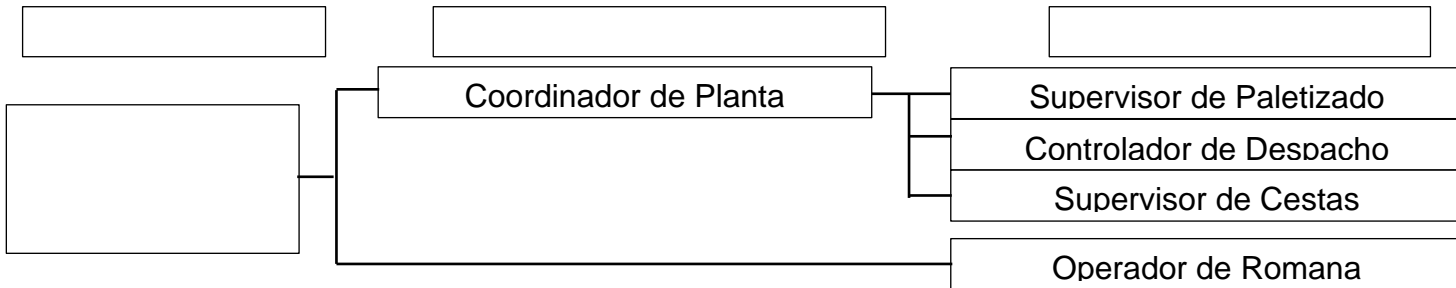 Coordinador de Planta
Supervisor de Paletizado
Controlador de Despacho
Supervisor de Cestas
Operador de Romana